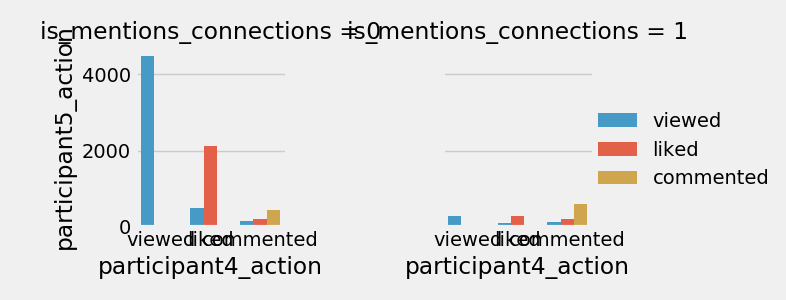 is_mentions_connections = 0
is_mentions_connections = 1
participant5_action
4000
2000
0
viewed
liked
commented
viewed
liked
commented
participant4_action
participant4_action
viewed
liked
commented